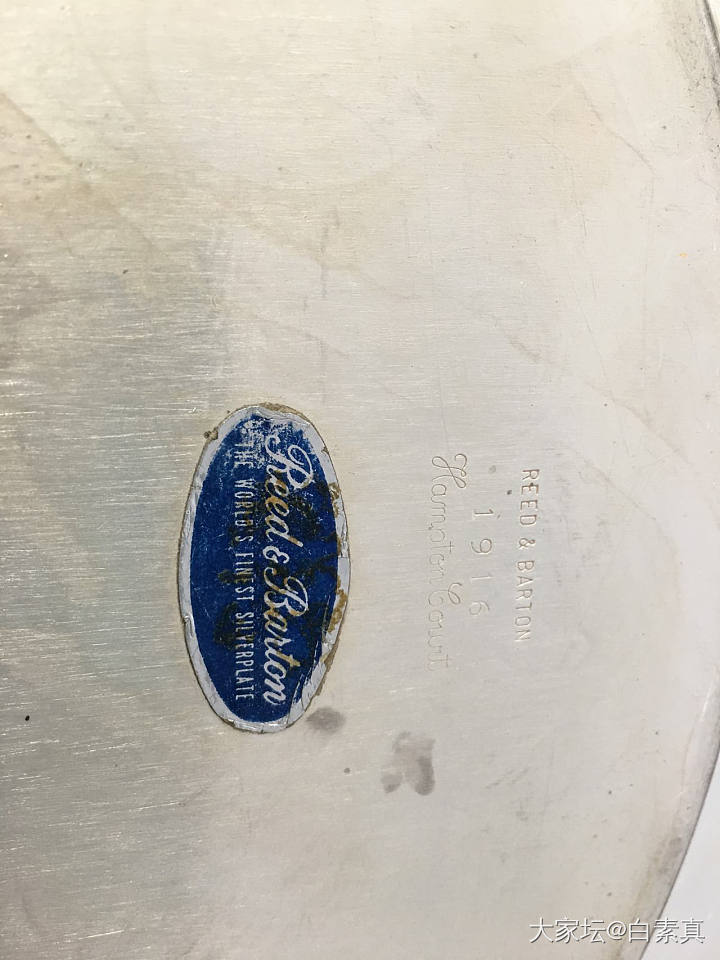 REED & BARTON
1916
Hampton Court
Reed & Barton
THE WORLD'S FINEST SILVERPLATE
大家坛@白素真